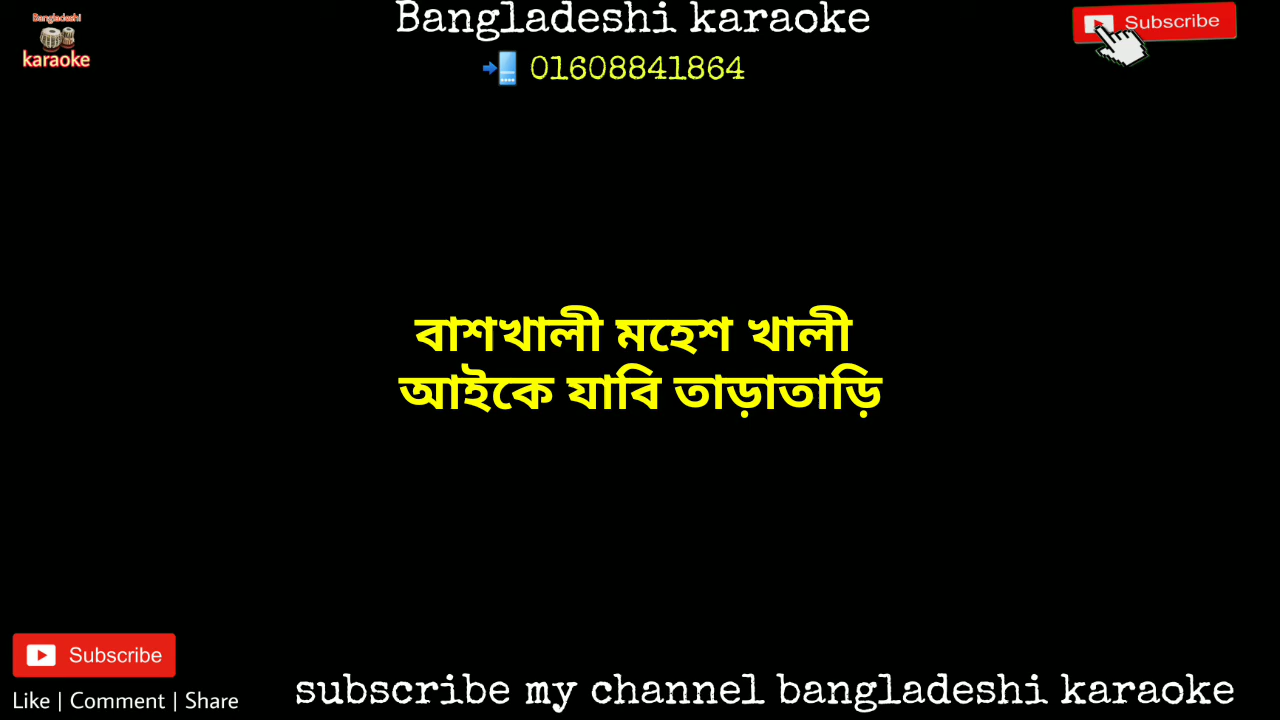 Bangladeshi karaoke
Bangladeshi
karaoke
Subscribe
01608841864
বাশখালী মহেশ খালী
আইকে যাবি তাড়াতাড়ি
Subscribe
Like | Comment | Share
subscribe my channel bangladeshi karaoke